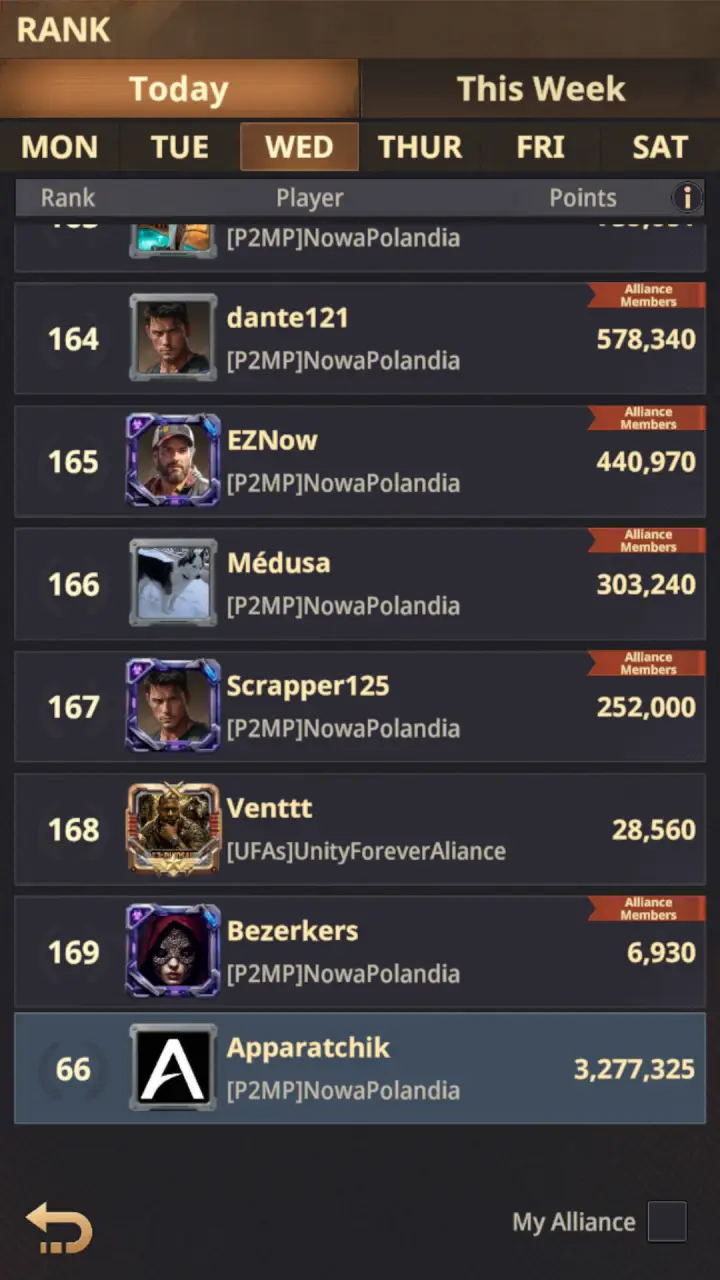 RANK
Today
This Week
MON
TUE
WED
THUR
FRI
SAT
Rank
Player
Points
[P2MP]NowaPolandia
Alliance
Members
164
dante121
[P2MP]NowaPolandia
578,340
Alliance
Members
165
EZNow
[P2MP]NowaPolandia
440,970
Alliance
Members
166
Médusa
[P2MP]NowaPolandia
303,240
Alliance
Members
167
Scrapper125
[P2MP]NowaPolandia
252,000
168
Venttt
[UFAs]UnityForeverAliance
28,560
Alliance
Members
169
Bezerkers
[P2MP]NowaPolandia
6,930
66
Apparatchik
[P2MP]NowaPolandia
3,277,325
My Alliance